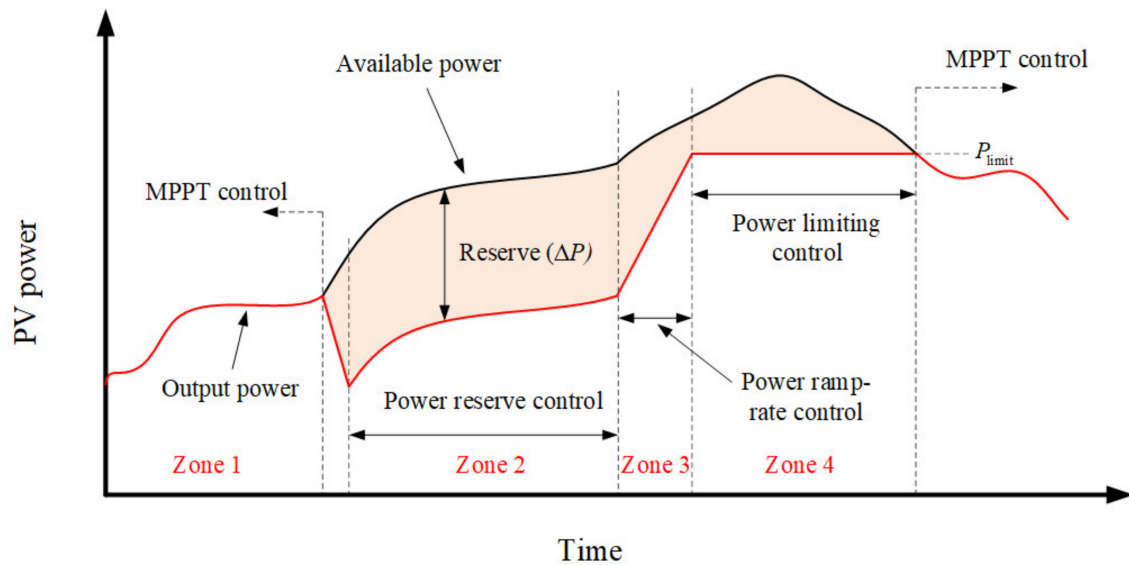 Available power
MPPT control
P limit
MPPT control
Power limiting
control
Reserve (ΔP)
PV power
Output power
Power reserve control
Power ramp-
rate control
Zone 1
Zone 2
Zone 3
Zone 4
Time